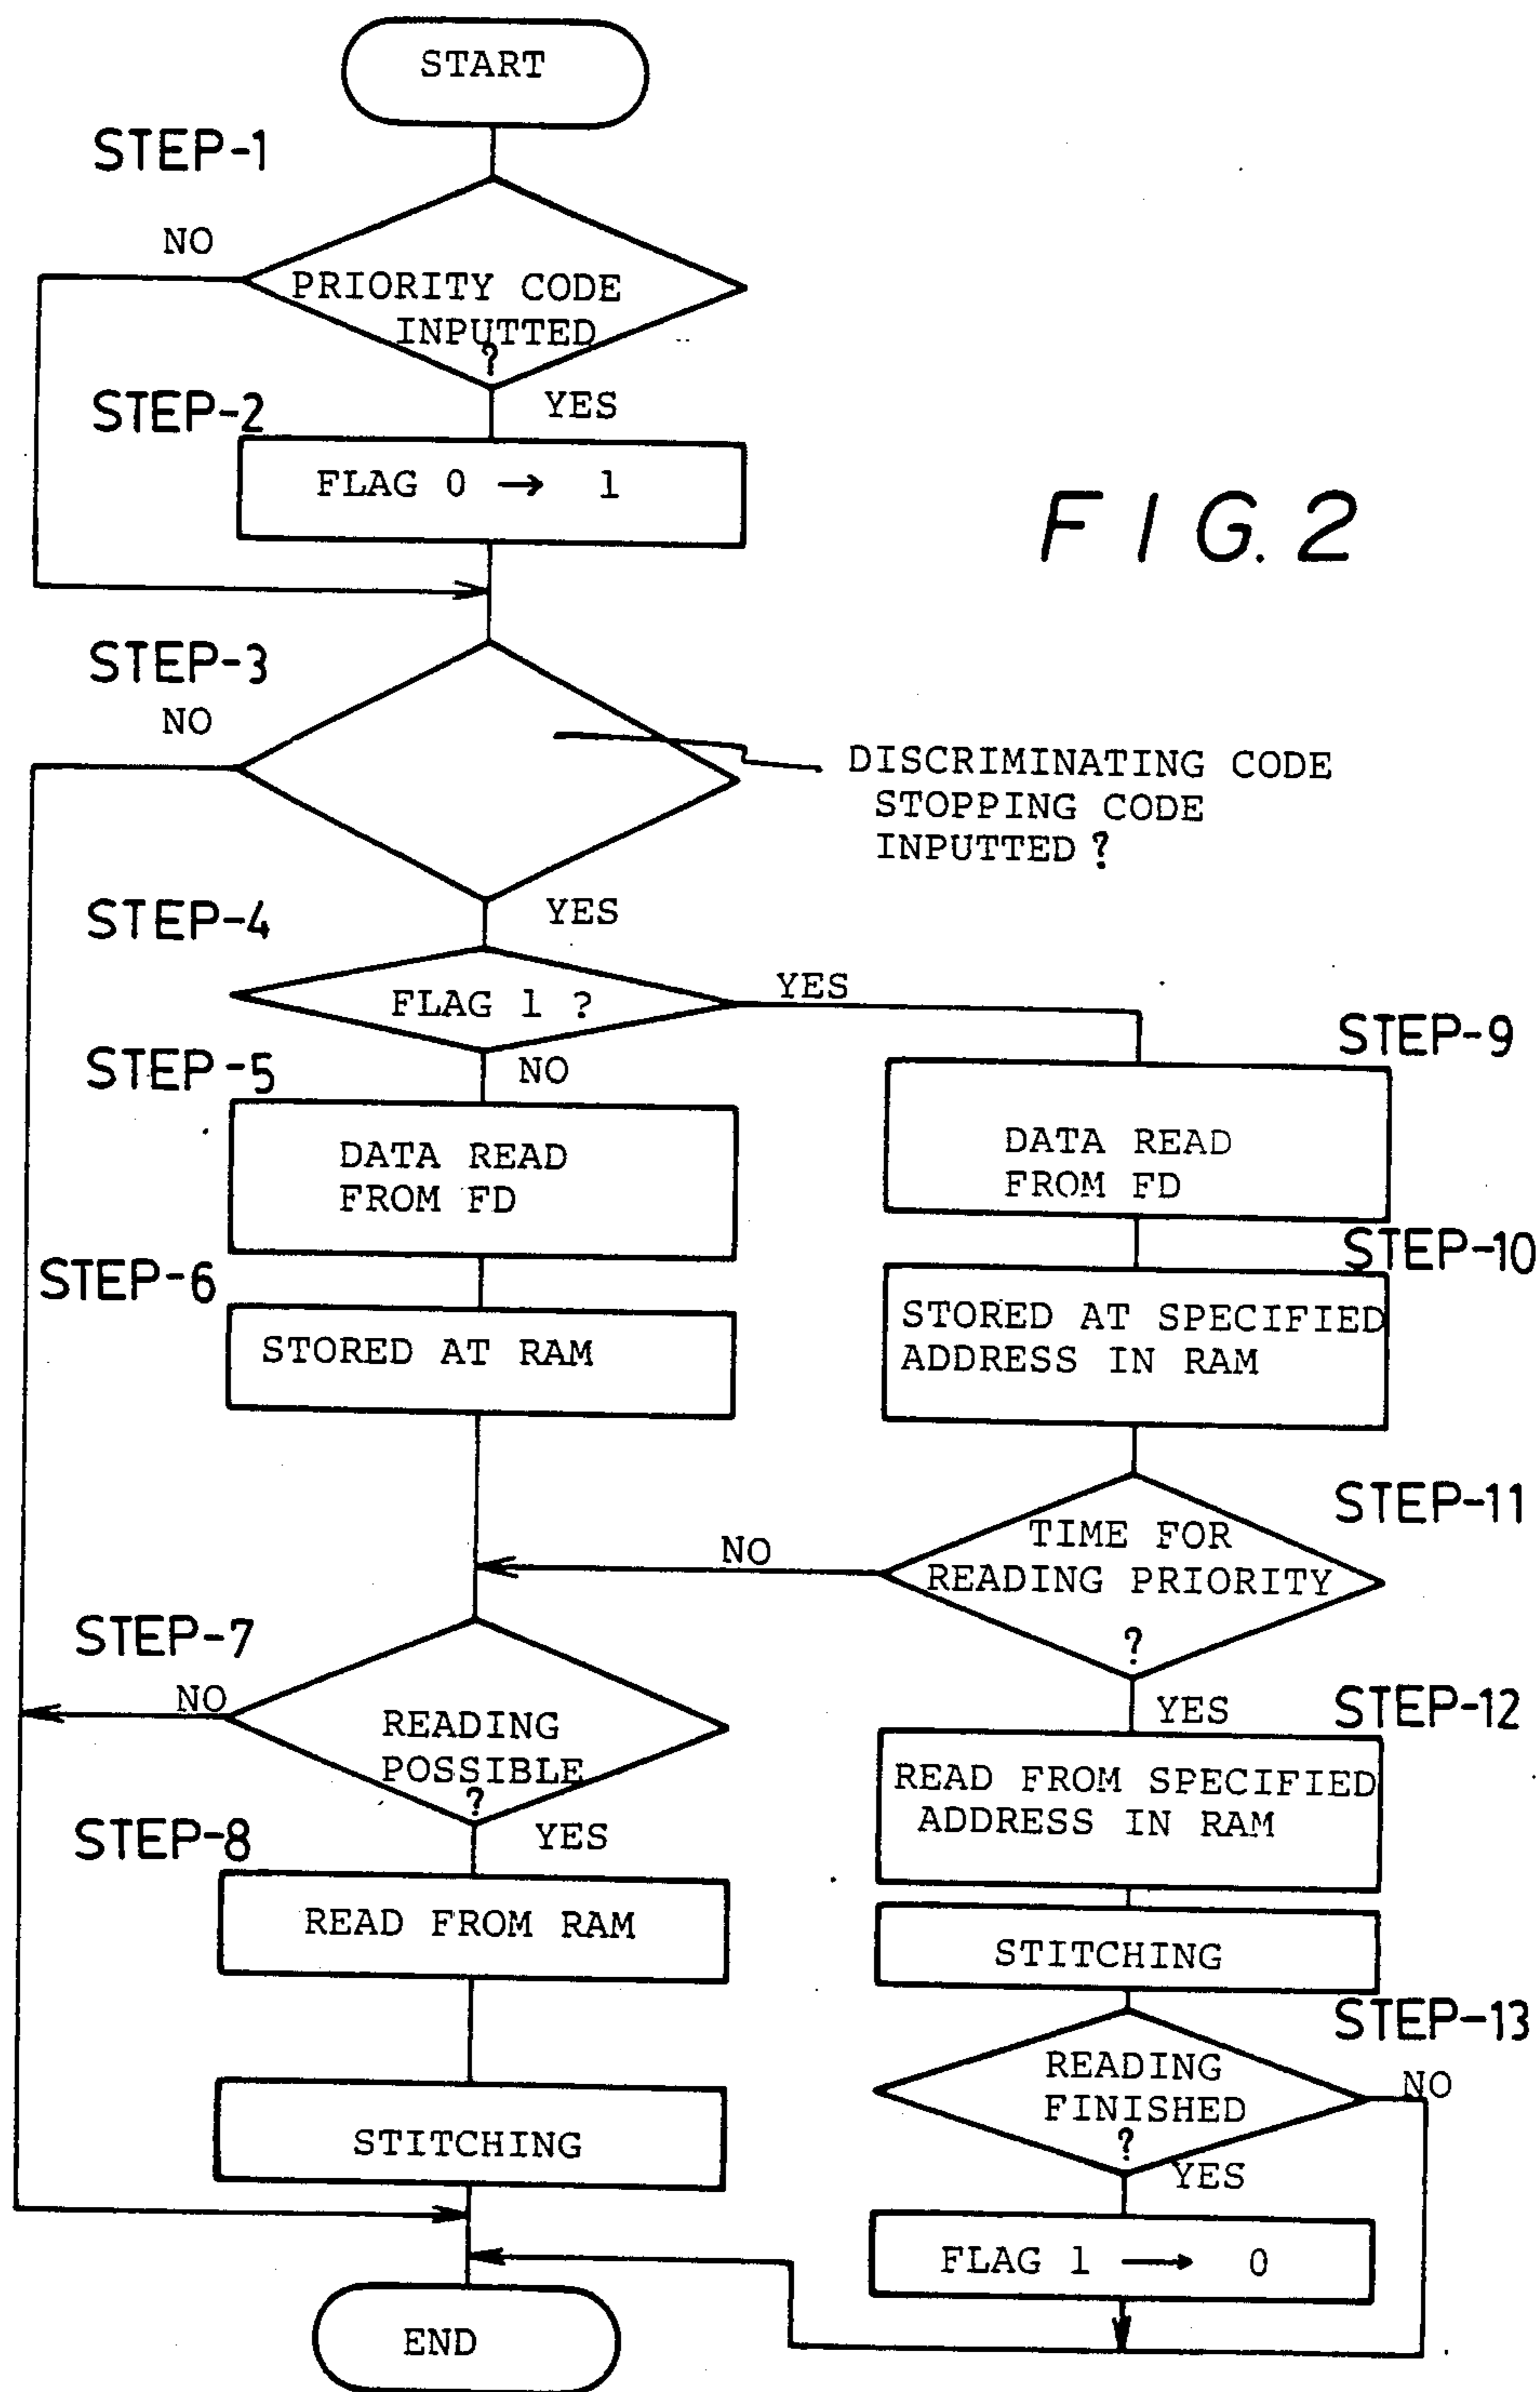 START
STEP-1
NO
PRIORITY CODE
INPUTTED
?
YES
STEP-2
FLAG 0 → 1
FIG. 2
STEP-3
NO
DISCRIMINATING CODE
STOPPING CODE
INPUTTED ?
YES
STEP-4
FLAG 1 ?
YES
NO
STEP-5
DATA READ
FROM FD
STEP-6
STORED AT RAM
STEP-9
DATA READ
FROM FD
STEP-10
STORED AT SPECIFIED
ADDRESS IN RAM
STEP-11
TIME FOR
READING PRIORITY
?
NO
YES
STEP-7
NO
READING
POSSIBLE
?
YES
STEP-8
READ FROM RAM
STITCHING
STEP-12
READ FROM SPECIFIED
ADDRESS IN RAM
STITCHING
STEP-13
READING
FINISHED
?
NO
YES
FLAG 1 → 0
END